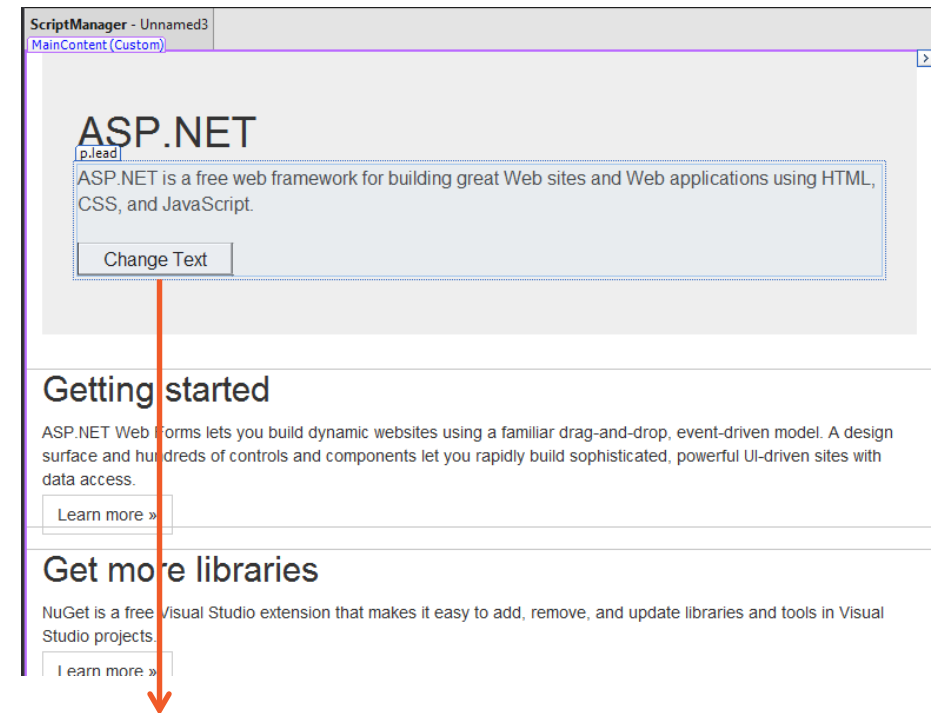 ScriptManager - Unnamed3
MainContent (Custom)
ASP.NET
p.lead
ASP.NET is a free web framework for building great Web sites and Web applications using HTML,
CSS, and JavaScript.
Change Text
Getting started
ASP.NET Web Forms lets you build dynamic websites using a familiar drag-and-drop, event-driven model. A design
surface and hundreds of controls and components let you rapidly build sophisticated, powerful UI-driven sites with
data access.
Learn more »
Get more libraries
NuGet is a free Visual Studio extension that makes it easy to add, remove, and update libraries and tools in Visual
Studio projects.
Learn more »